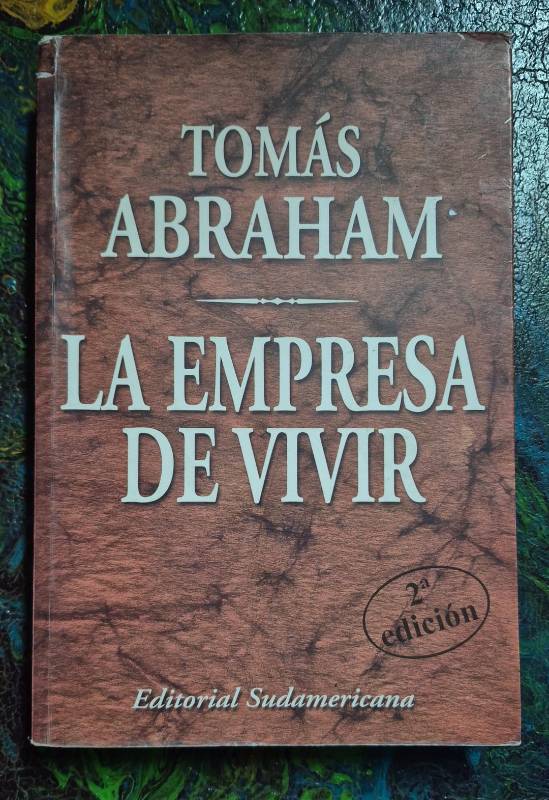 TOMÁS
ABRAHAM
LA EMPRESA
DE VIVIR
2ª
edición
Editorial Sudamericana